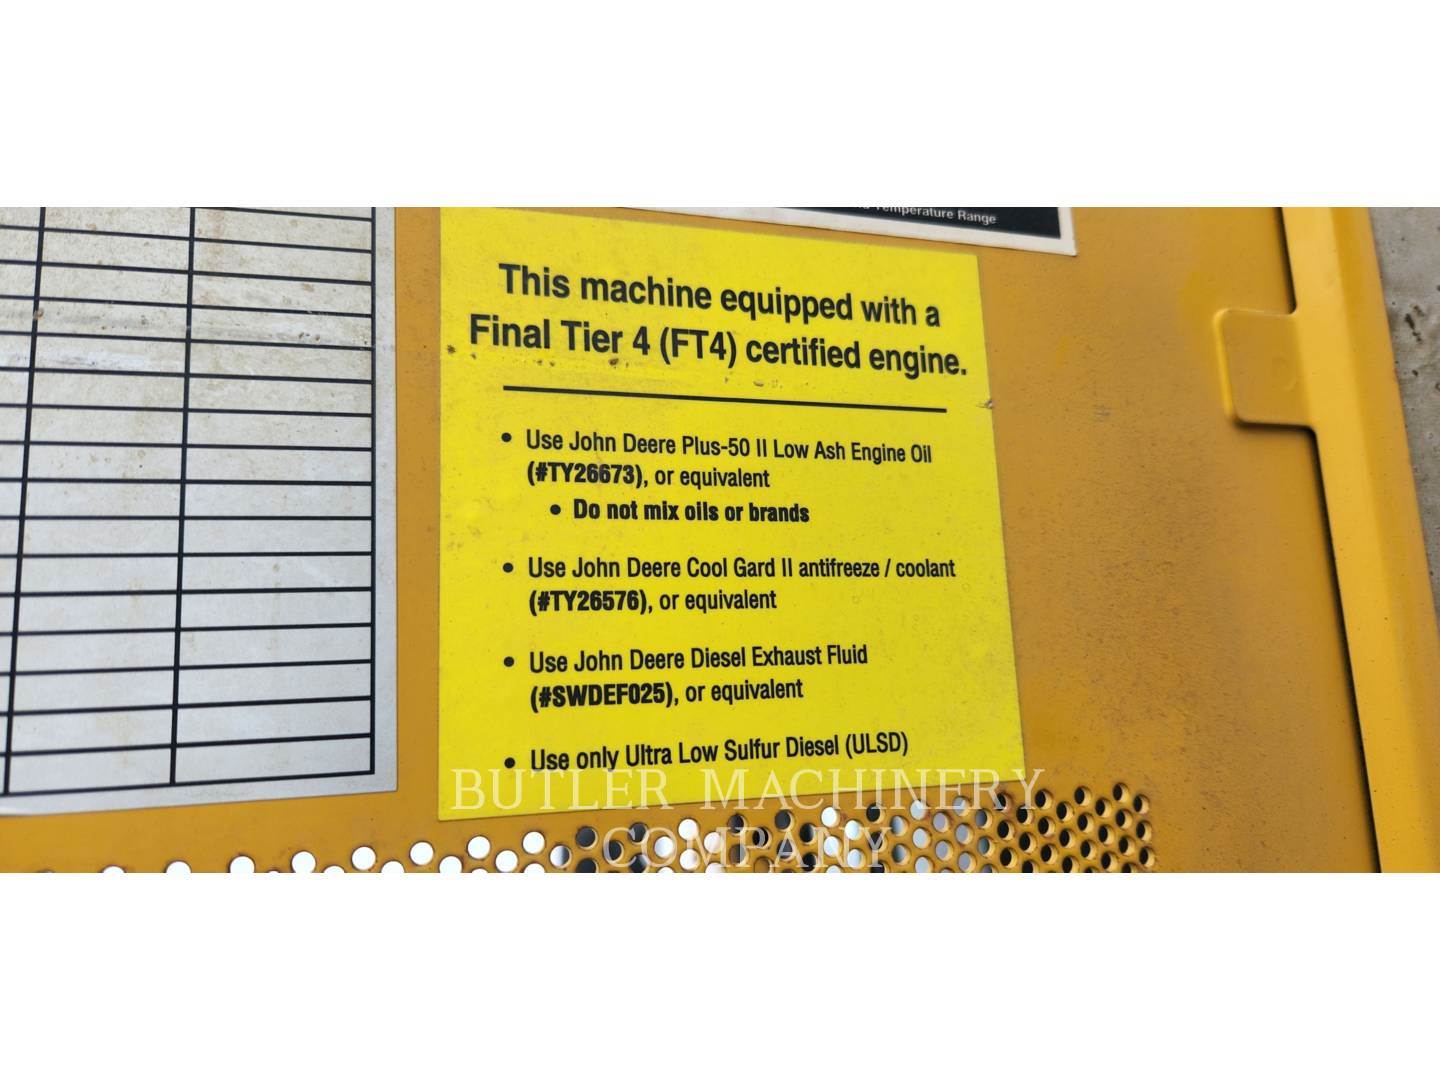 Temperature Range
This machine equipped with a
Final Tier 4 (FT4) certified engine.
• Use John Deere Plus-50 II Low Ash Engine Oil
(#TY26673), or equivalent
• Do not mix oils or brands
• Use John Deere Cool Gard II antifreeze / coolant
(#TY26576), or equivalent
• Use John Deere Diesel Exhaust Fluid
(#SWDEF025), or equivalent
• Use only Ultra Low Sulfur Diesel (ULSD)
BUTLER MACHINERY
COMPANY